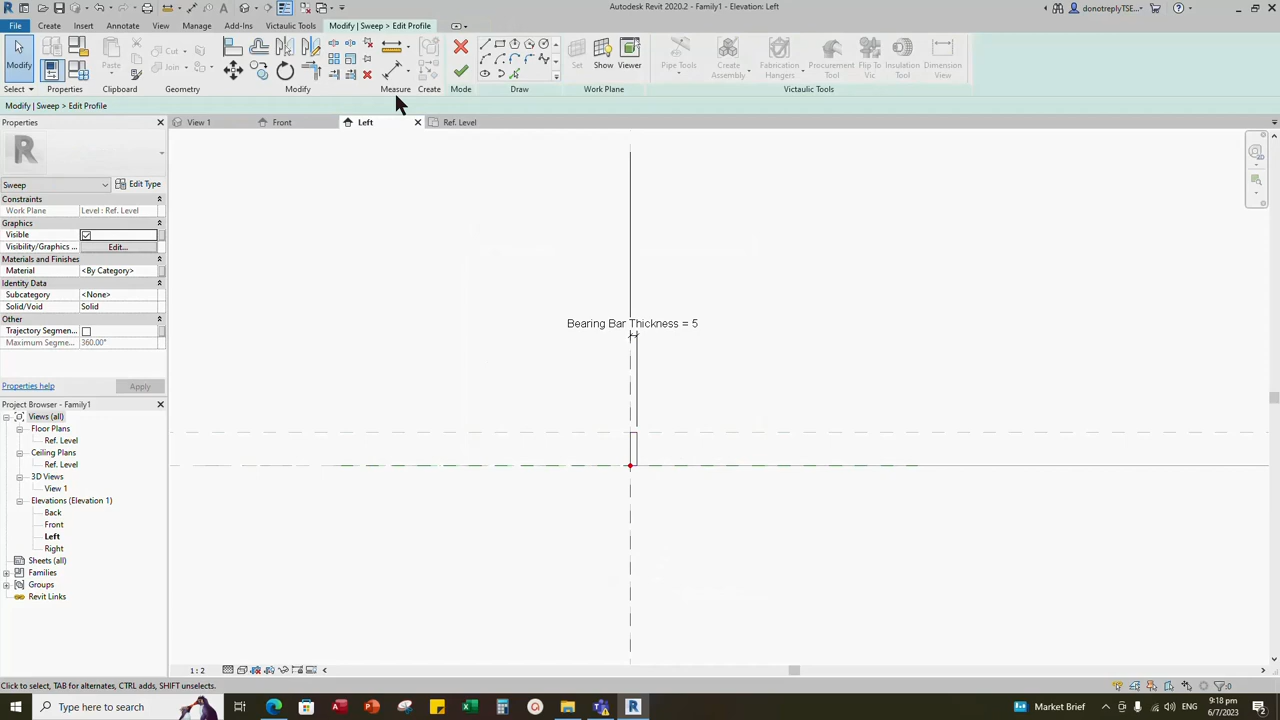 Autodesk Revit 2020.2 - Family1 - Elevation: Left
donotreplyTSE...
File
Create
Insert
Annotate
View
Manage
Add-Ins
Victaulic Tools
Modify | Sweep > Edit Profile
Modify
Paste
Cut
Join
Set
Show
Viewer
Pipe Tools
Create Assembly
Fabrication Hangers
Procurement Tool
Flip To Vic
Insulation Tool
Dimension
Select
Properties
Clipboard
Geometry
Modify
Measure
Create
Mode
Draw
Work Plane
Victaulic Tools
Modify | Sweep > Edit Profile
Properties
View 1
Front
Left
Ref. Level
Sweep
Edit Type
Constraints
Work Plane Level : Ref. Level
Graphics
Visible
Visibility/Graphics ... Edit...
Materials and Finishes
Material <By Category>
Identity Data
Subcategory <None>
Solid/Void Solid
Other
Trajectory Segmen...
Maximum Segme... 360.00°
Properties help
Apply
Bearing Bar Thickness = 5
Project Browser - Family1
Views (all)
Floor Plans
Ref. Level
Ceiling Plans
Ref. Level
3D Views
View 1
Elevations (Elevation 1)
Back
Front
Left
Right
Sheets (all)
Families
Groups
Revit Links
1 : 2
Click to select, TAB for alternates, CTRL adds, SHIFT unselects.
:0
Type here to search
Market Brief
9:18 pm
6/7/2023